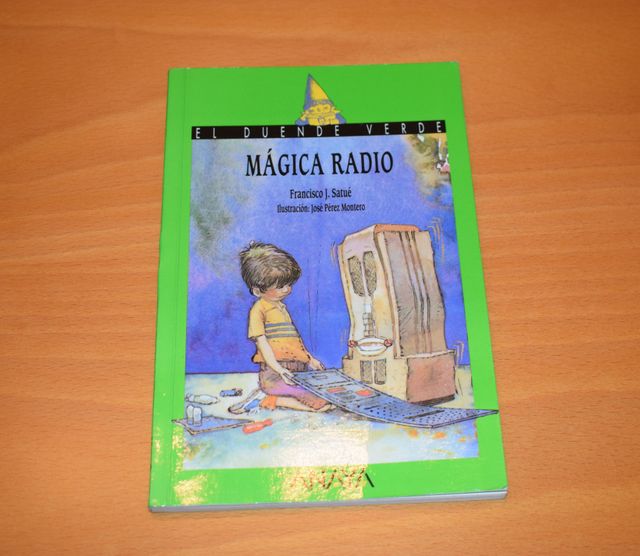 EL DUENDE VERDE
MÁGICA RADIO
Francisco J. Satué
Ilustración: José Pérez Montero
ANAYA